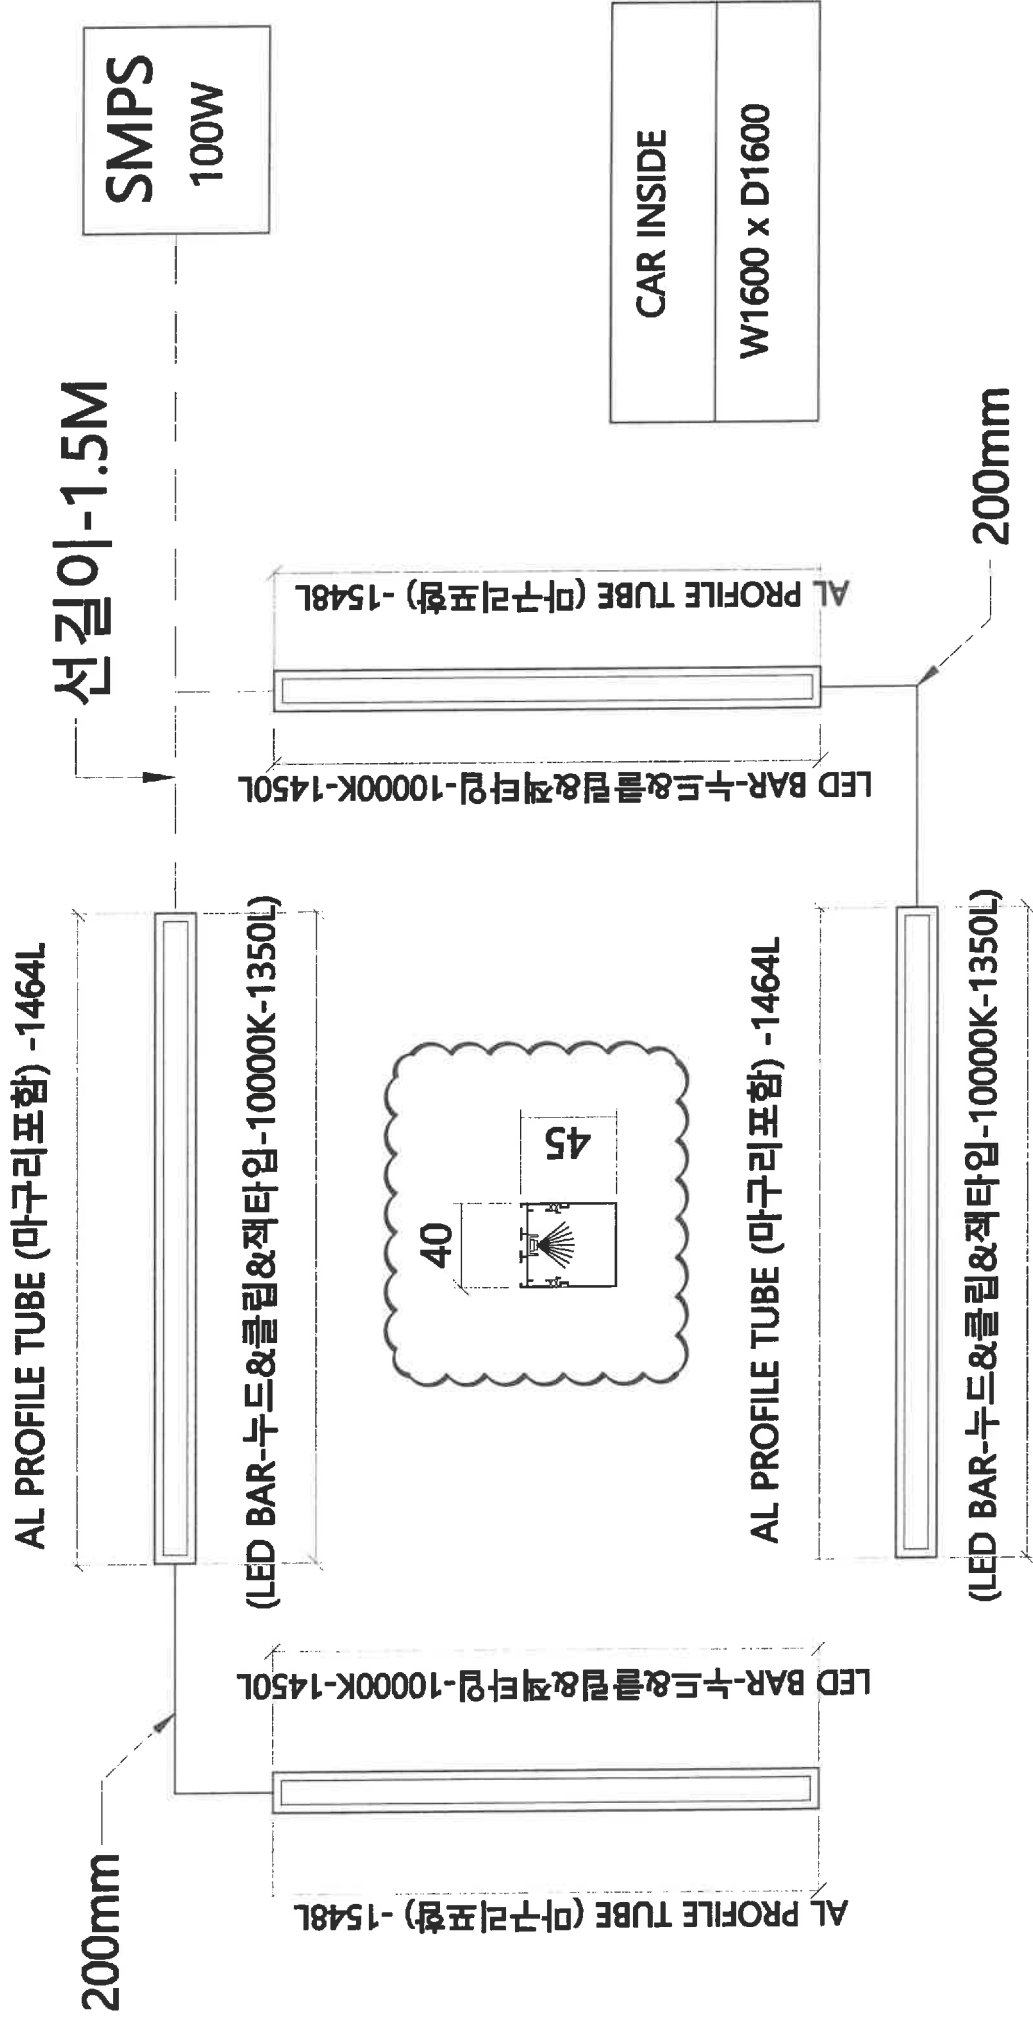 SMPS
100W
선길이-1.5M
CAR INSIDE
W1600 x D1600
AL PROFILE TUBE (마구리포함) -1464L
(LED BAR-누드&클립&잭타입-10000K-1350L)
LED BAR-누드&클립&잭타입-10000K-1450L
AL PROFILE TUBE (마구리포함) -1548L
200mm
40
45
200mm
AL PROFILE TUBE (마구리포함) -1548L
LED BAR-누드&클립&잭타입-10000K-1450L
AL PROFILE TUBE (마구리포함) -1464L
(LED BAR-누드&클립&잭타입-10000K-1350L)